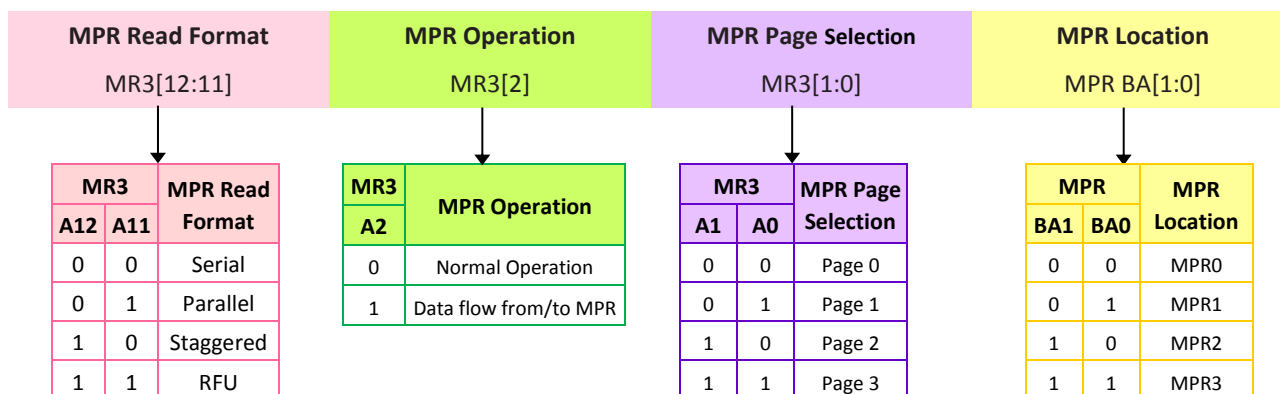 MPR Read Format
MR3[12:11]
MPR Operation
MR3[2]
MPR Page Selection
MR3[1:0]
MPR Location
MPR BA[1:0]
MR3 MPR Read Format
A12 A11
0 0 Serial
0 1 Parallel
1 0 Staggered
1 1 RFU
MR3 MPR Operation
A2
0 Normal Operation
1 Data flow from/to MPR
MR3 MPR Page Selection
A1 A0
0 0 Page 0
0 1 Page 1
1 0 Page 2
1 1 Page 3
MPR MPR Location
BA1 BA0
0 0 MPR0
0 1 MPR1
1 0 MPR2
1 1 MPR3